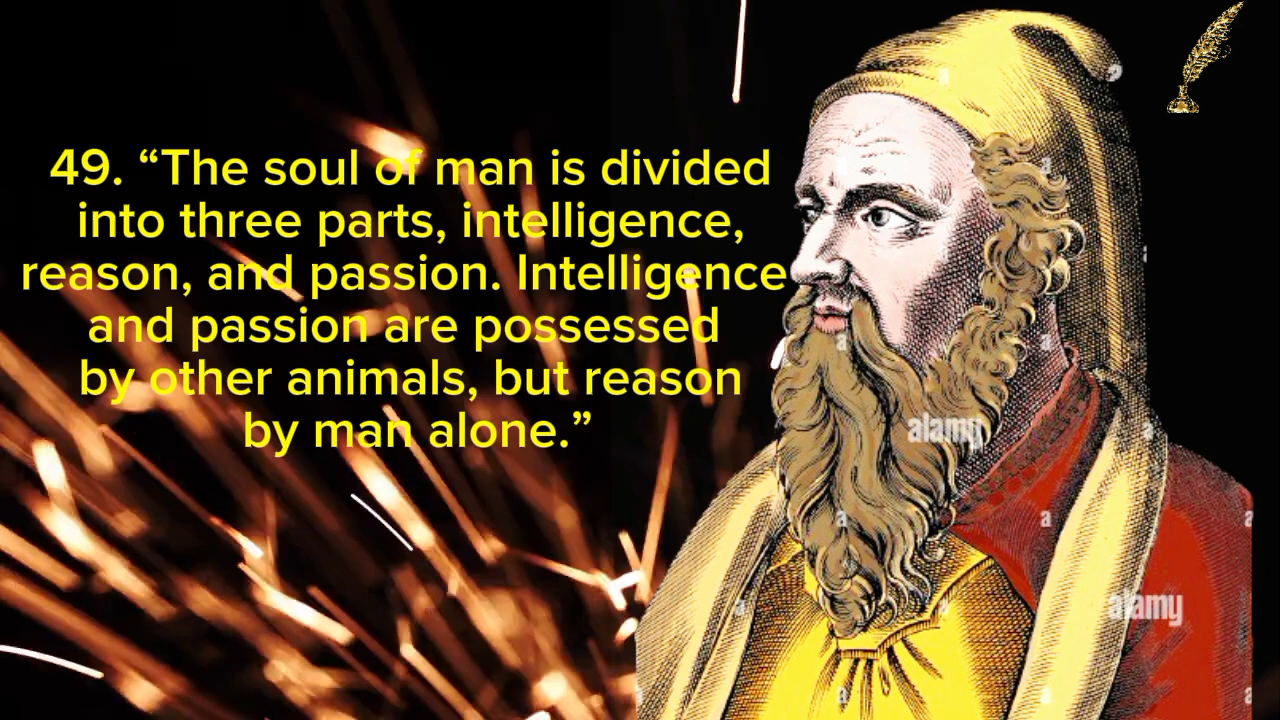 49. “The soul of man is divided
into three parts, intelligence,
reason, and passion. Intelligence
and passion are possessed
by other animals, but reason
by man alone.”
alamy
alamy
a
a
a
a
a
a
a
a
a
a
a